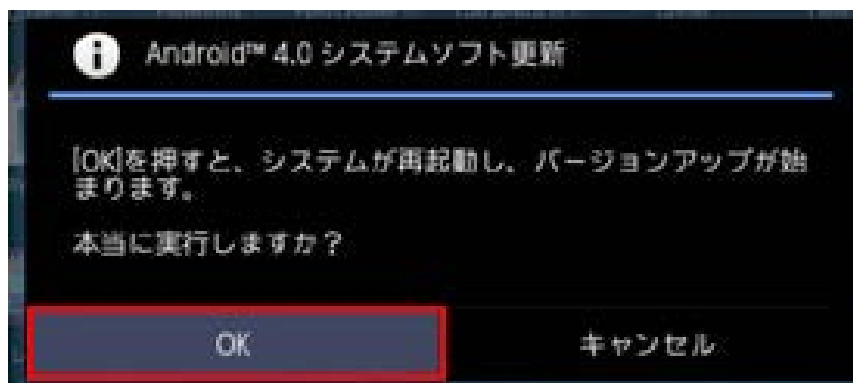 Android™ 4.0 システムソフト更新
[OK]を押すと、システムが再起動し、バージョンアップが始
まります。
本当に実行しますか？
OK
キャンセル